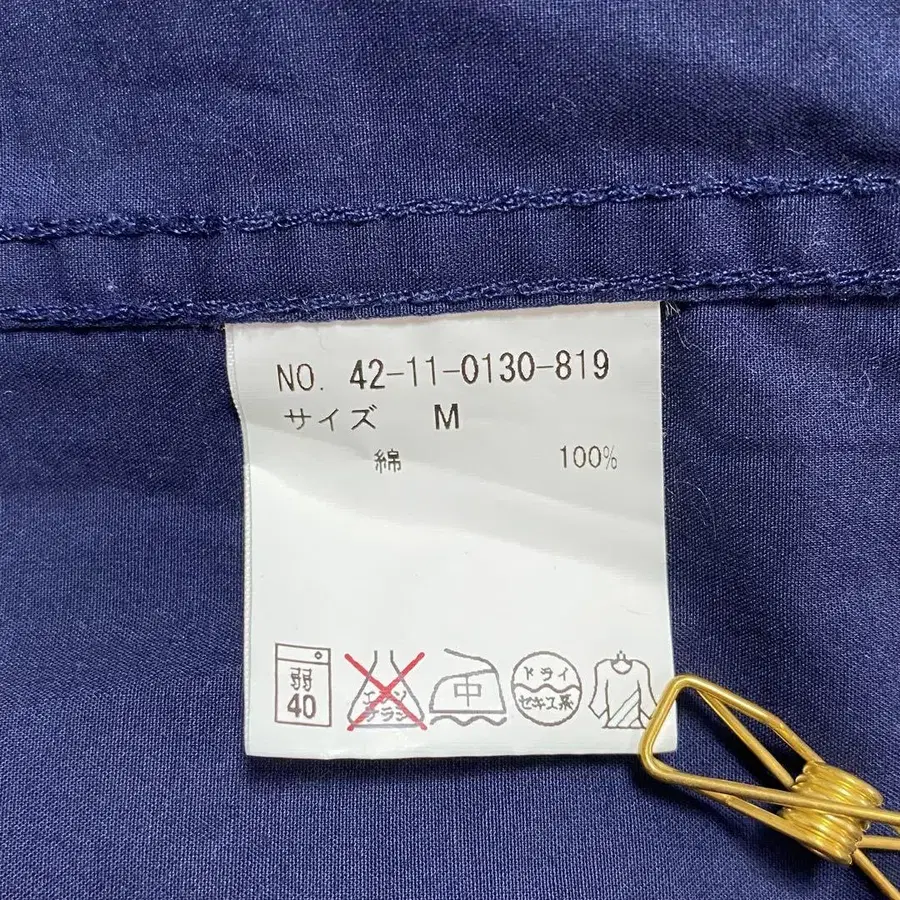 NO. 42-11-0130-819
サイズ M
綿 100%
弱
40
エンソ
チラシ
中
ドライ
セキユ系